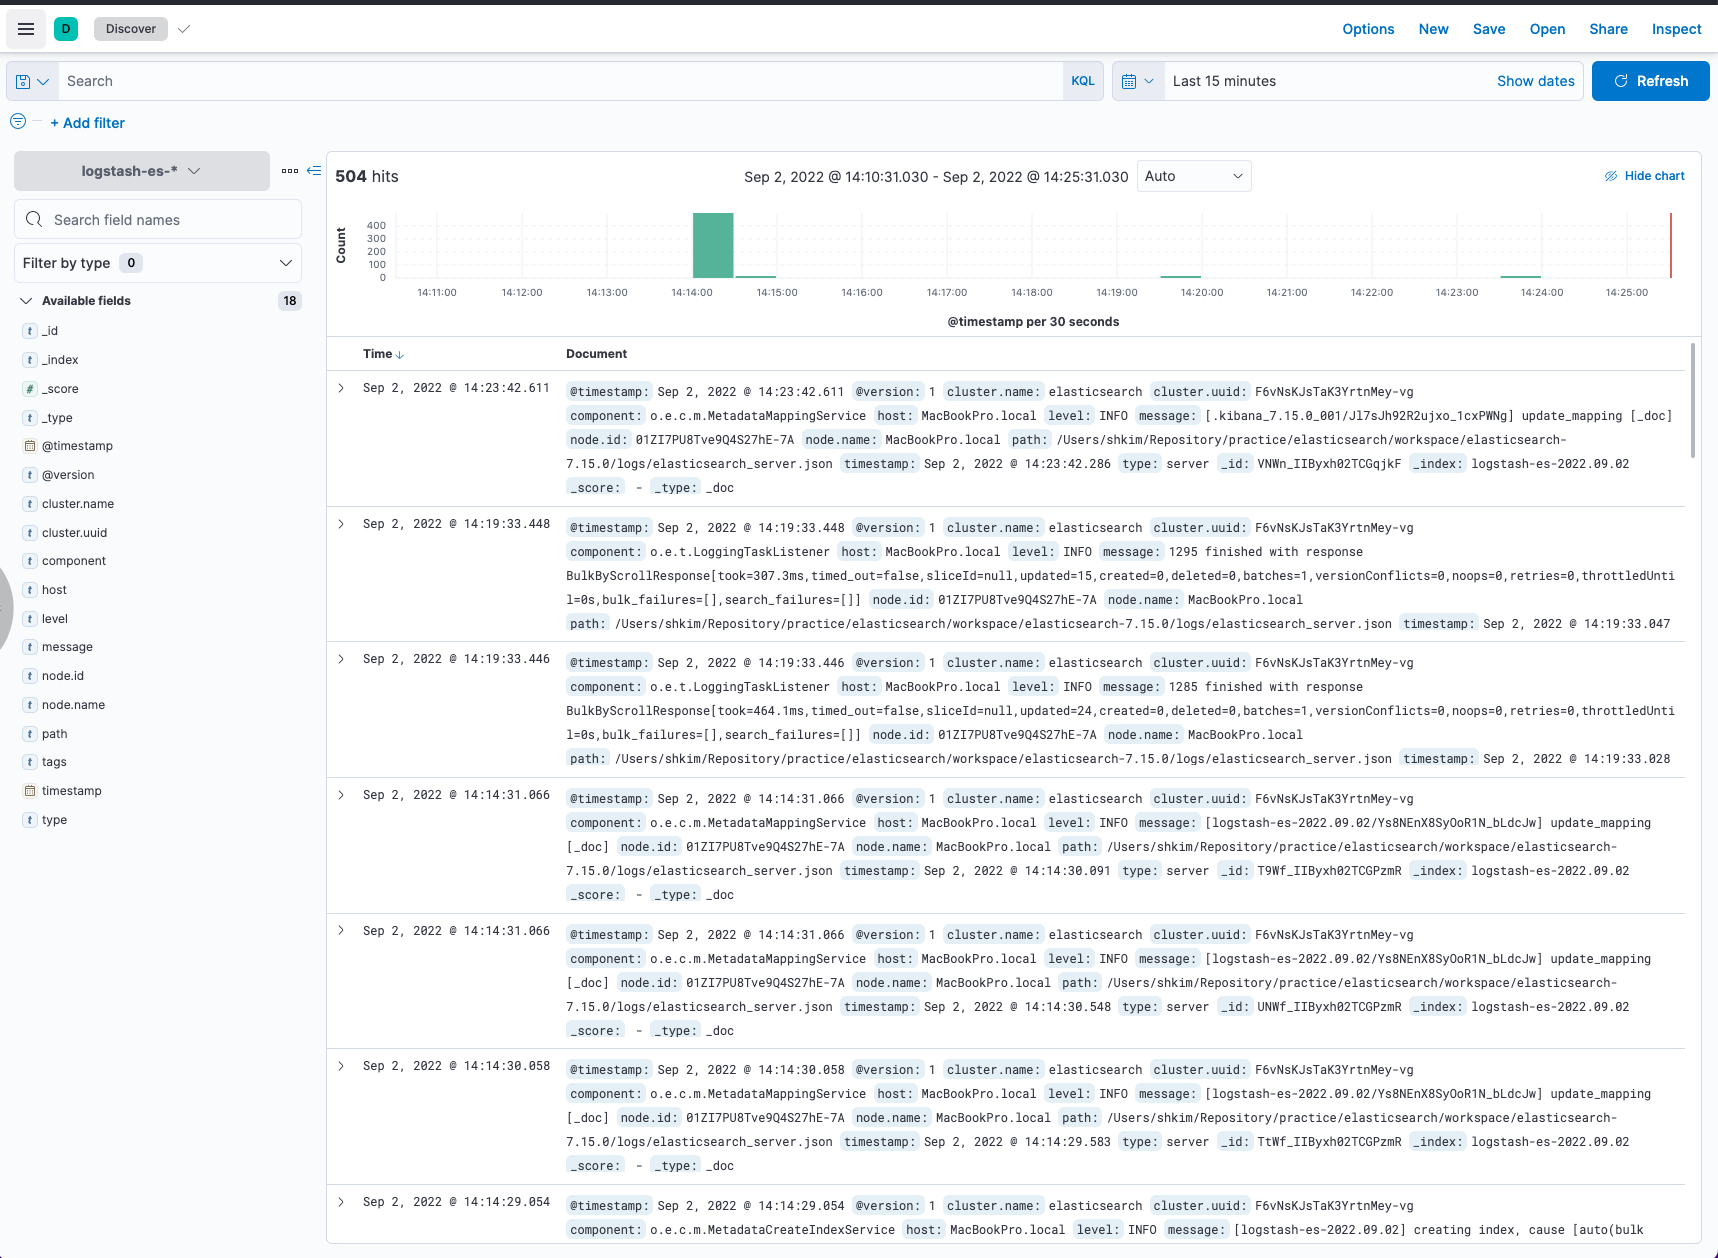 D Discover Options New Save Open Share Inspect
Search KQL Last 15 minutes Show dates Refresh
+ Add filter
logstash-es-*
Search field names
Filter by type 0
Available fields 18
t _id
t _index
# _score
t _type
@timestamp
t @version
t cluster.name
t cluster.uuid
t component
t host
t level
t message
t node.id
t node.name
t path
t tags
timestamp
t type
504 hits Sep 2, 2022 @ 14:10:31.030 - Sep 2, 2022 @ 14:25:31.030 Auto Hide chart
Count
400
300
200
100
0
14:11:00 14:12:00 14:13:00 14:14:00 14:15:00 14:16:00 14:17:00 14:18:00 14:19:00 14:20:00 14:21:00 14:22:00 14:23:00 14:24:00 14:25:00
@timestamp per 30 seconds
Time Document
Sep 2, 2022 @ 14:23:42.611 @timestamp: Sep 2, 2022 @ 14:23:42.611 @version: 1 cluster.name: elasticsearch cluster.uuid: F6vNsKJsTaK3YrtnMey-vg
component: o.e.c.m.MetadataMappingService host: MacBookPro.local level: INFO message: [.kibana_7.15.0_001/Jl7sJh92R2ujxo_1cxPWNg] update_mapping [_doc]
node.id: 01ZI7PU8Tve9Q4S27hE-7A node.name: MacBookPro.local path: /Users/shkim/Repository/practice/elasticsearch/workspace/elasticsearch-
7.15.0/logs/elasticsearch_server.json timestamp: Sep 2, 2022 @ 14:23:42.286 type: server _id: VNWn_IIByxh02TCGqjkF _index: logstash-es-2022.09.02
_score: - _type: _doc
Sep 2, 2022 @ 14:19:33.448 @timestamp: Sep 2, 2022 @ 14:19:33.448 @version: 1 cluster.name: elasticsearch cluster.uuid: F6vNsKJsTaK3YrtnMey-vg
component: o.e.t.LoggingTaskListener host: MacBookPro.local level: INFO message: 1295 finished with response
BulkByScrollResponse[took=307.3ms,timed_out=false,sliceId=null,updated=15,created=0,deleted=0,batches=1,versionConflicts=0,noops=0,retries=0,throttledUnti
l=0s,bulk_failures=[],search_failures=[]] node.id: 01ZI7PU8Tve9Q4S27hE-7A node.name: MacBookPro.local
path: /Users/shkim/Repository/practice/elasticsearch/workspace/elasticsearch-7.15.0/logs/elasticsearch_server.json timestamp: Sep 2, 2022 @ 14:19:33.047
Sep 2, 2022 @ 14:19:33.446 @timestamp: Sep 2, 2022 @ 14:19:33.446 @version: 1 cluster.name: elasticsearch cluster.uuid: F6vNsKJsTaK3YrtnMey-vg
component: o.e.t.LoggingTaskListener host: MacBookPro.local level: INFO message: 1285 finished with response
BulkByScrollResponse[took=464.1ms,timed_out=false,sliceId=null,updated=24,created=0,deleted=0,batches=1,versionConflicts=0,noops=0,retries=0,throttledUnti
l=0s,bulk_failures=[],search_failures=[]] node.id: 01ZI7PU8Tve9Q4S27hE-7A node.name: MacBookPro.local
path: /Users/shkim/Repository/practice/elasticsearch/workspace/elasticsearch-7.15.0/logs/elasticsearch_server.json timestamp: Sep 2, 2022 @ 14:19:33.028
Sep 2, 2022 @ 14:14:31.066 @timestamp: Sep 2, 2022 @ 14:14:31.066 @version: 1 cluster.name: elasticsearch cluster.uuid: F6vNsKJsTaK3YrtnMey-vg
component: o.e.c.m.MetadataMappingService host: MacBookPro.local level: INFO message: [logstash-es-2022.09.02/Ys8NEnX8SyOoR1N_bLdcJw] update_mapping
[_doc] node.id: 01ZI7PU8Tve9Q4S27hE-7A node.name: MacBookPro.local path: /Users/shkim/Repository/practice/elasticsearch/workspace/elasticsearch-
7.15.0/logs/elasticsearch_server.json timestamp: Sep 2, 2022 @ 14:14:30.091 type: server _id: T9Wf_IIByxh02TCGPzmR _index: logstash-es-2022.09.02
_score: - _type: _doc
Sep 2, 2022 @ 14:14:31.066 @timestamp: Sep 2, 2022 @ 14:14:31.066 @version: 1 cluster.name: elasticsearch cluster.uuid: F6vNsKJsTaK3YrtnMey-vg
component: o.e.c.m.MetadataMappingService host: MacBookPro.local level: INFO message: [logstash-es-2022.09.02/Ys8NEnX8SyOoR1N_bLdcJw] update_mapping
[_doc] node.id: 01ZI7PU8Tve9Q4S27hE-7A node.name: MacBookPro.local path: /Users/shkim/Repository/practice/elasticsearch/workspace/elasticsearch-
7.15.0/logs/elasticsearch_server.json timestamp: Sep 2, 2022 @ 14:14:30.548 type: server _id: UNWf_IIByxh02TCGPzmR _index: logstash-es-2022.09.02
_score: - _type: _doc
Sep 2, 2022 @ 14:14:30.058 @timestamp: Sep 2, 2022 @ 14:14:30.058 @version: 1 cluster.name: elasticsearch cluster.uuid: F6vNsKJsTaK3YrtnMey-vg
component: o.e.c.m.MetadataMappingService host: MacBookPro.local level: INFO message: [logstash-es-2022.09.02/Ys8NEnX8SyOoR1N_bLdcJw] update_mapping
[_doc] node.id: 01ZI7PU8Tve9Q4S27hE-7A node.name: MacBookPro.local path: /Users/shkim/Repository/practice/elasticsearch/workspace/elasticsearch-
7.15.0/logs/elasticsearch_server.json timestamp: Sep 2, 2022 @ 14:14:29.583 type: server _id: TtWf_IIByxh02TCGPzmR _index: logstash-es-2022.09.02
_score: - _type: _doc
Sep 2, 2022 @ 14:14:29.054 @timestamp: Sep 2, 2022 @ 14:14:29.054 @version: 1 cluster.name: elasticsearch cluster.uuid: F6vNsKJsTaK3YrtnMey-vg
component: o.e.c.m.MetadataCreateIndexService host: MacBookPro.local level: INFO message: [logstash-es-2022.09.02] creating index, cause [auto(bulk